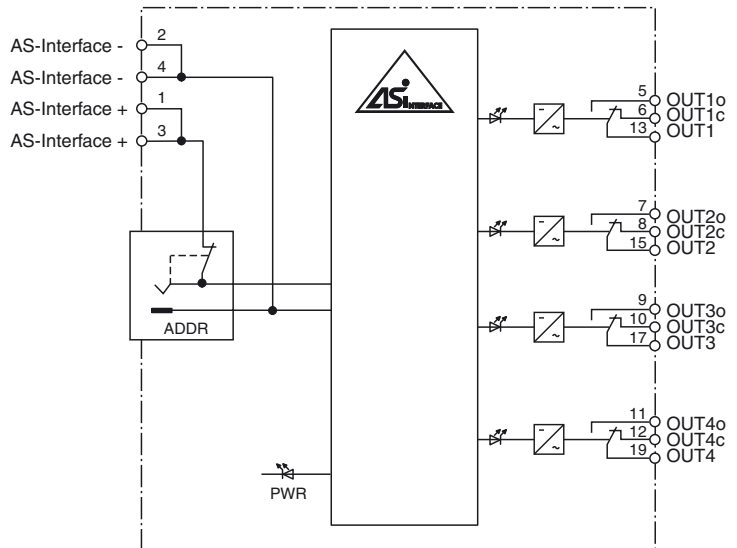 AS-Interface - 2
AS-Interface - 4
AS-Interface + 1
AS-Interface + 3
ASi INTERFACE
ADDR
PWR
5 OUT1o
6 OUT1c
13 OUT1
7 OUT2o
8 OUT2c
15 OUT2
9 OUT3o
10 OUT3c
17 OUT3
11 OUT4o
12 OUT4c
19 OUT4